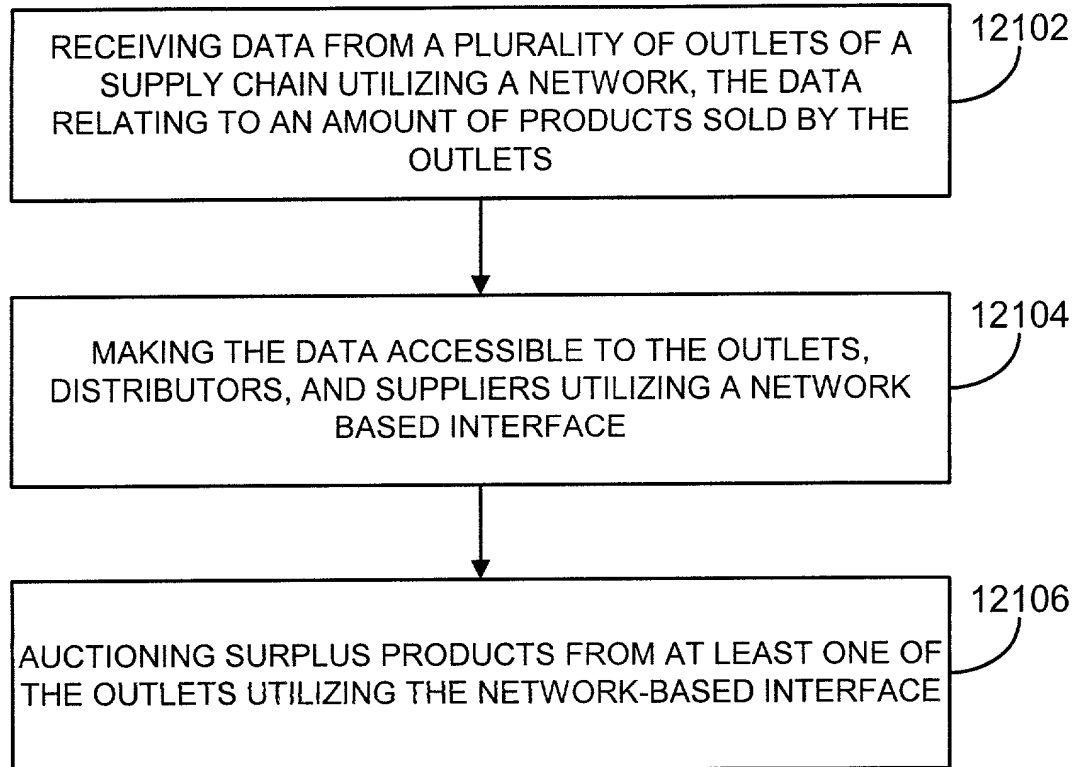 RECEIVING DATA FROM A PLURALITY OF OUTLETS OF A
SUPPLY CHAIN UTILIZING A NETWORK, THE DATA
RELATING TO AN AMOUNT OF PRODUCTS SOLD BY THE
OUTLETS
12102
MAKING THE DATA ACCESSIBLE TO THE OUTLETS,
DISTRIBUTORS, AND SUPPLIERS UTILIZING A NETWORK
BASED INTERFACE
12104
AUCTIONING SURPLUS PRODUCTS FROM AT LEAST ONE OF
THE OUTLETS UTILIZING THE NETWORK-BASED INTERFACE
12106